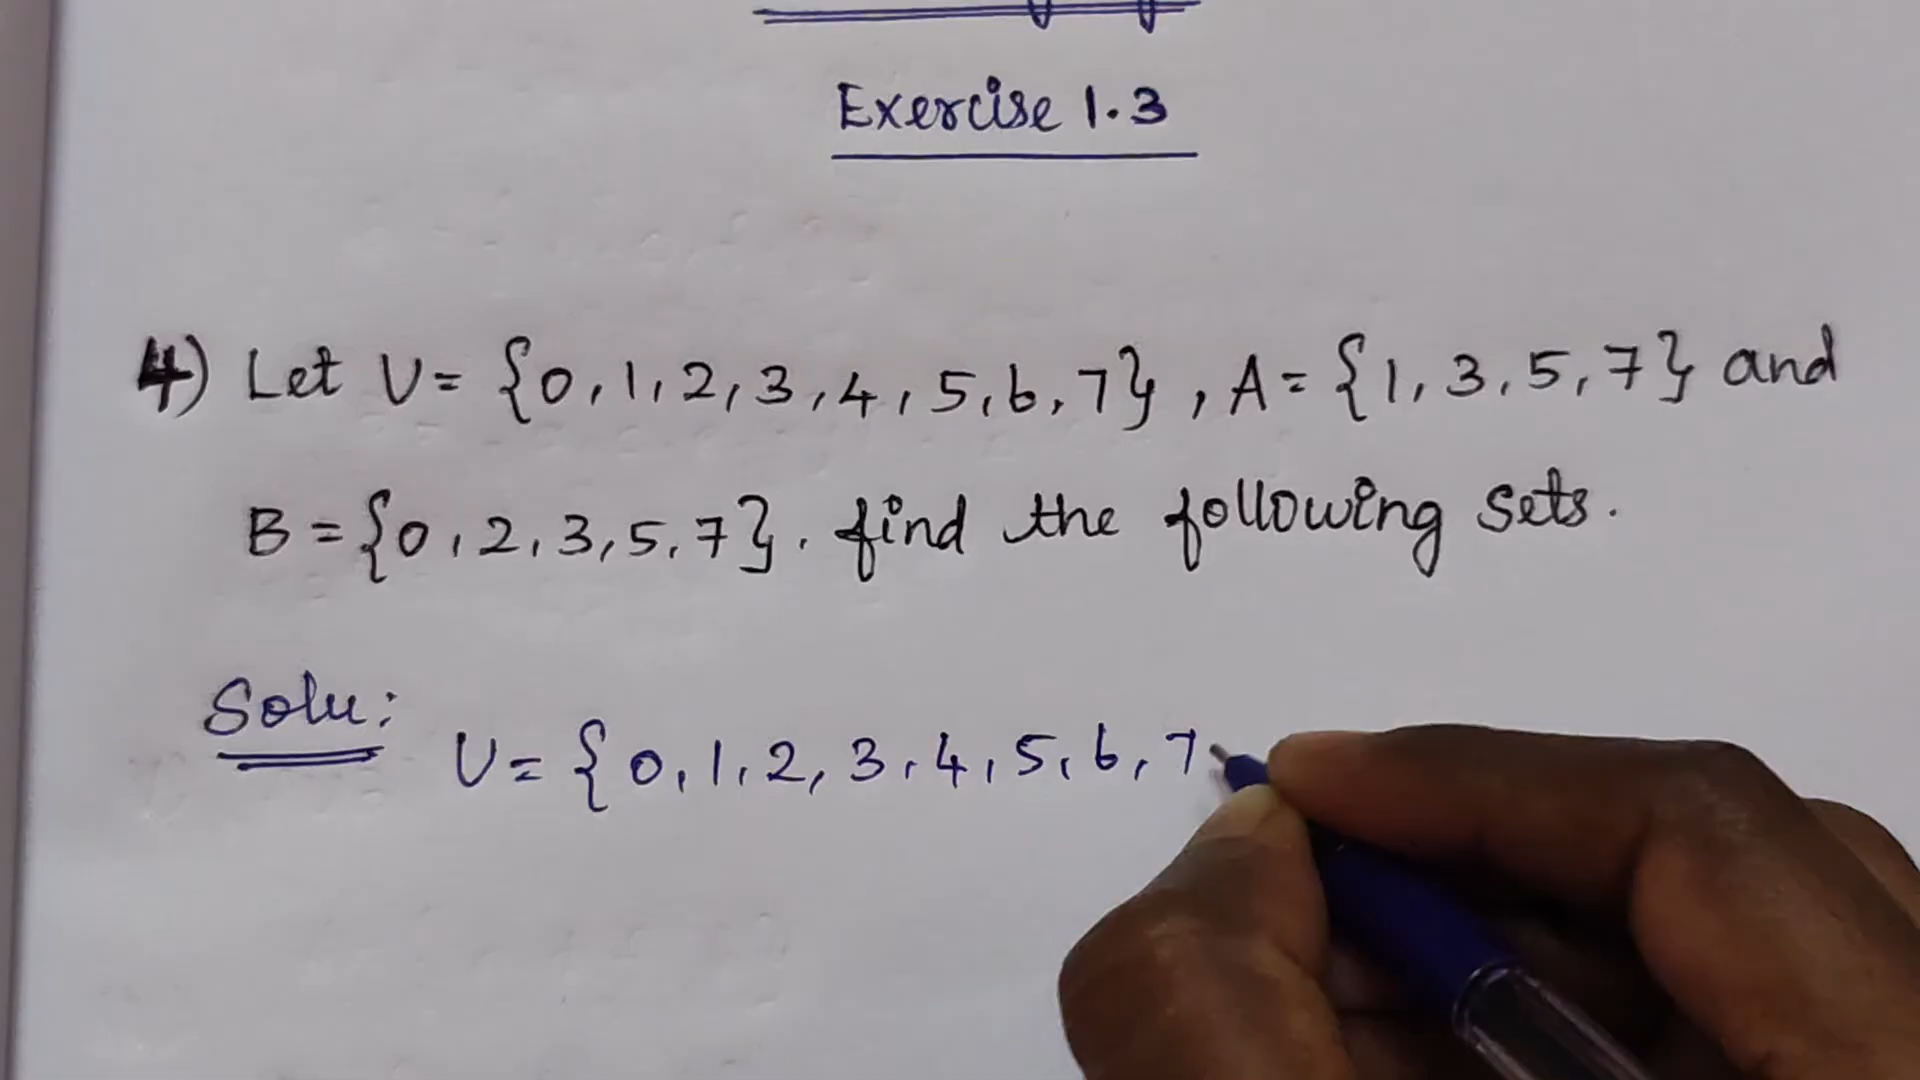 Exercise 1.3
4) Let U = {0, 1, 2, 3, 4, 5, 6, 7}, A = {1, 3, 5, 7} and
B = {0, 2, 3, 5, 7}. find the following sets.
Solu:
U = { 0, 1, 2, 3, 4, 5, 6, 7